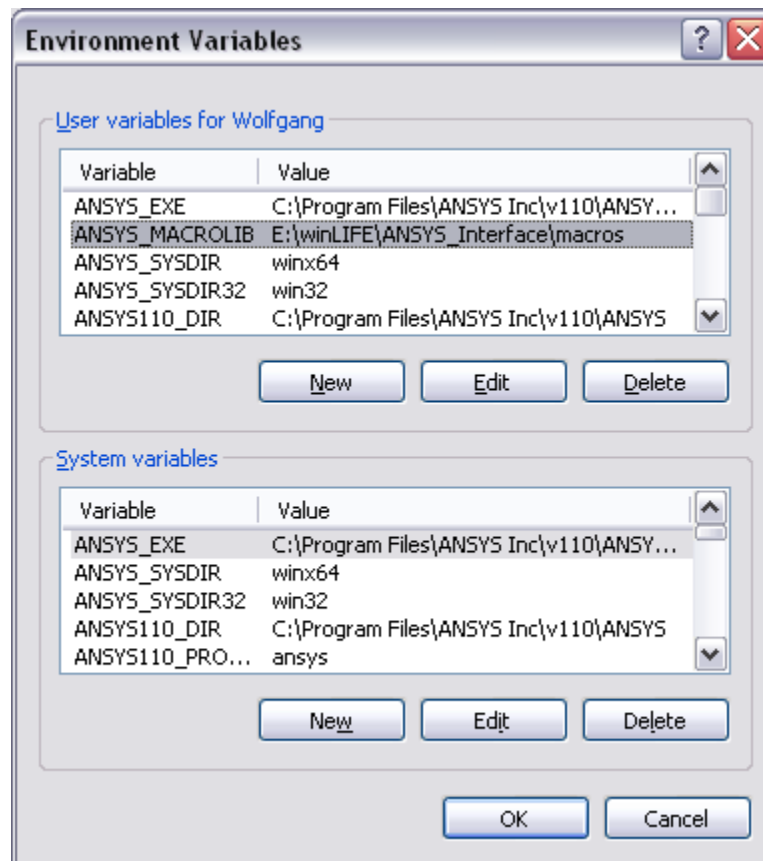 Environment Variables
User variables for Wolfgang
Variable Value
ANSYS_EXE C:\Program Files\ANSYS Inc\v110\ANSY...
ANSYS_MACROLIB E:\winLIFE\ANSYS_Interface\macros
ANSYS_SYSDIR winx64
ANSYS_SYSDIR32 win32
ANSYS110_DIR C:\Program Files\ANSYS Inc\v110\ANSYS
New Edit Delete
System variables
Variable Value
ANSYS_EXE C:\Program Files\ANSYS Inc\v110\ANSY...
ANSYS_SYSDIR winx64
ANSYS_SYSDIR32 win32
ANSYS110_DIR C:\Program Files\ANSYS Inc\v110\ANSYS
ANSYS110_PRO... ansys
New Edit Delete
OK Cancel